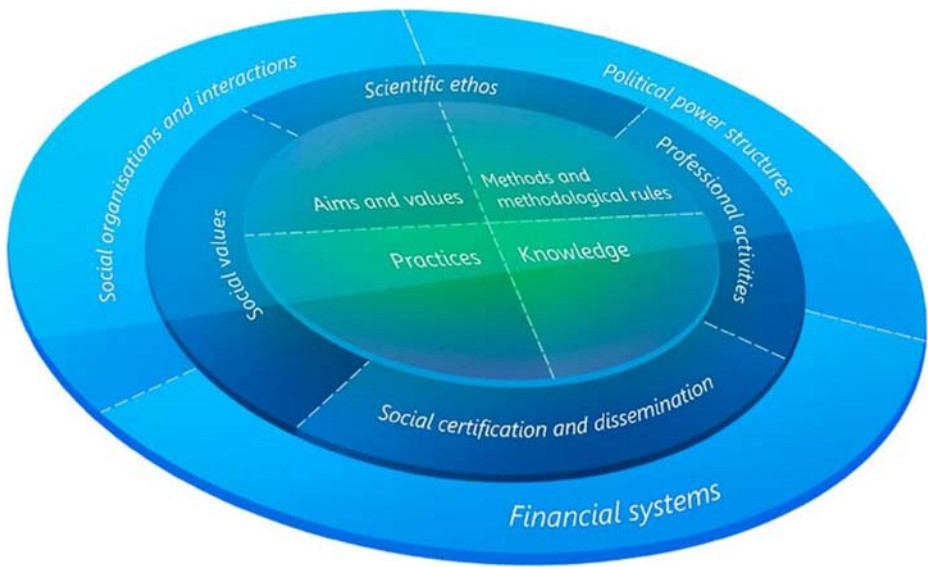 Social organisations and interactions
Political power structures
Financial systems
Scientific ethos
Professional activities
Social certification and dissemination
Social values
Aims and values
Methods and
methodological rules
Practices
Knowledge